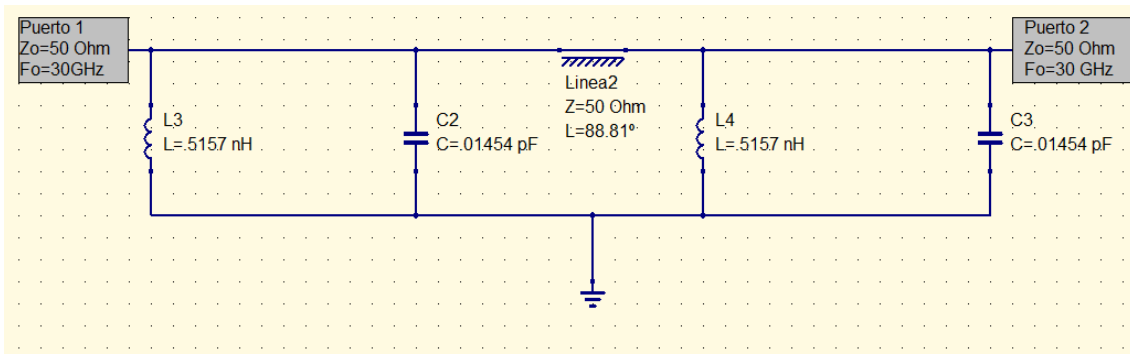 Puerto 1
Zo=50 Ohm
Fo=30GHz
Puerto 2
Zo=50 Ohm
Fo=30 GHz
Linea2
Z=50 Ohm
L=88.81º
L3
L=.5157 nH
C2
C=.01454 pF
L4
L=.5157 nH
C3
C=.01454 pF